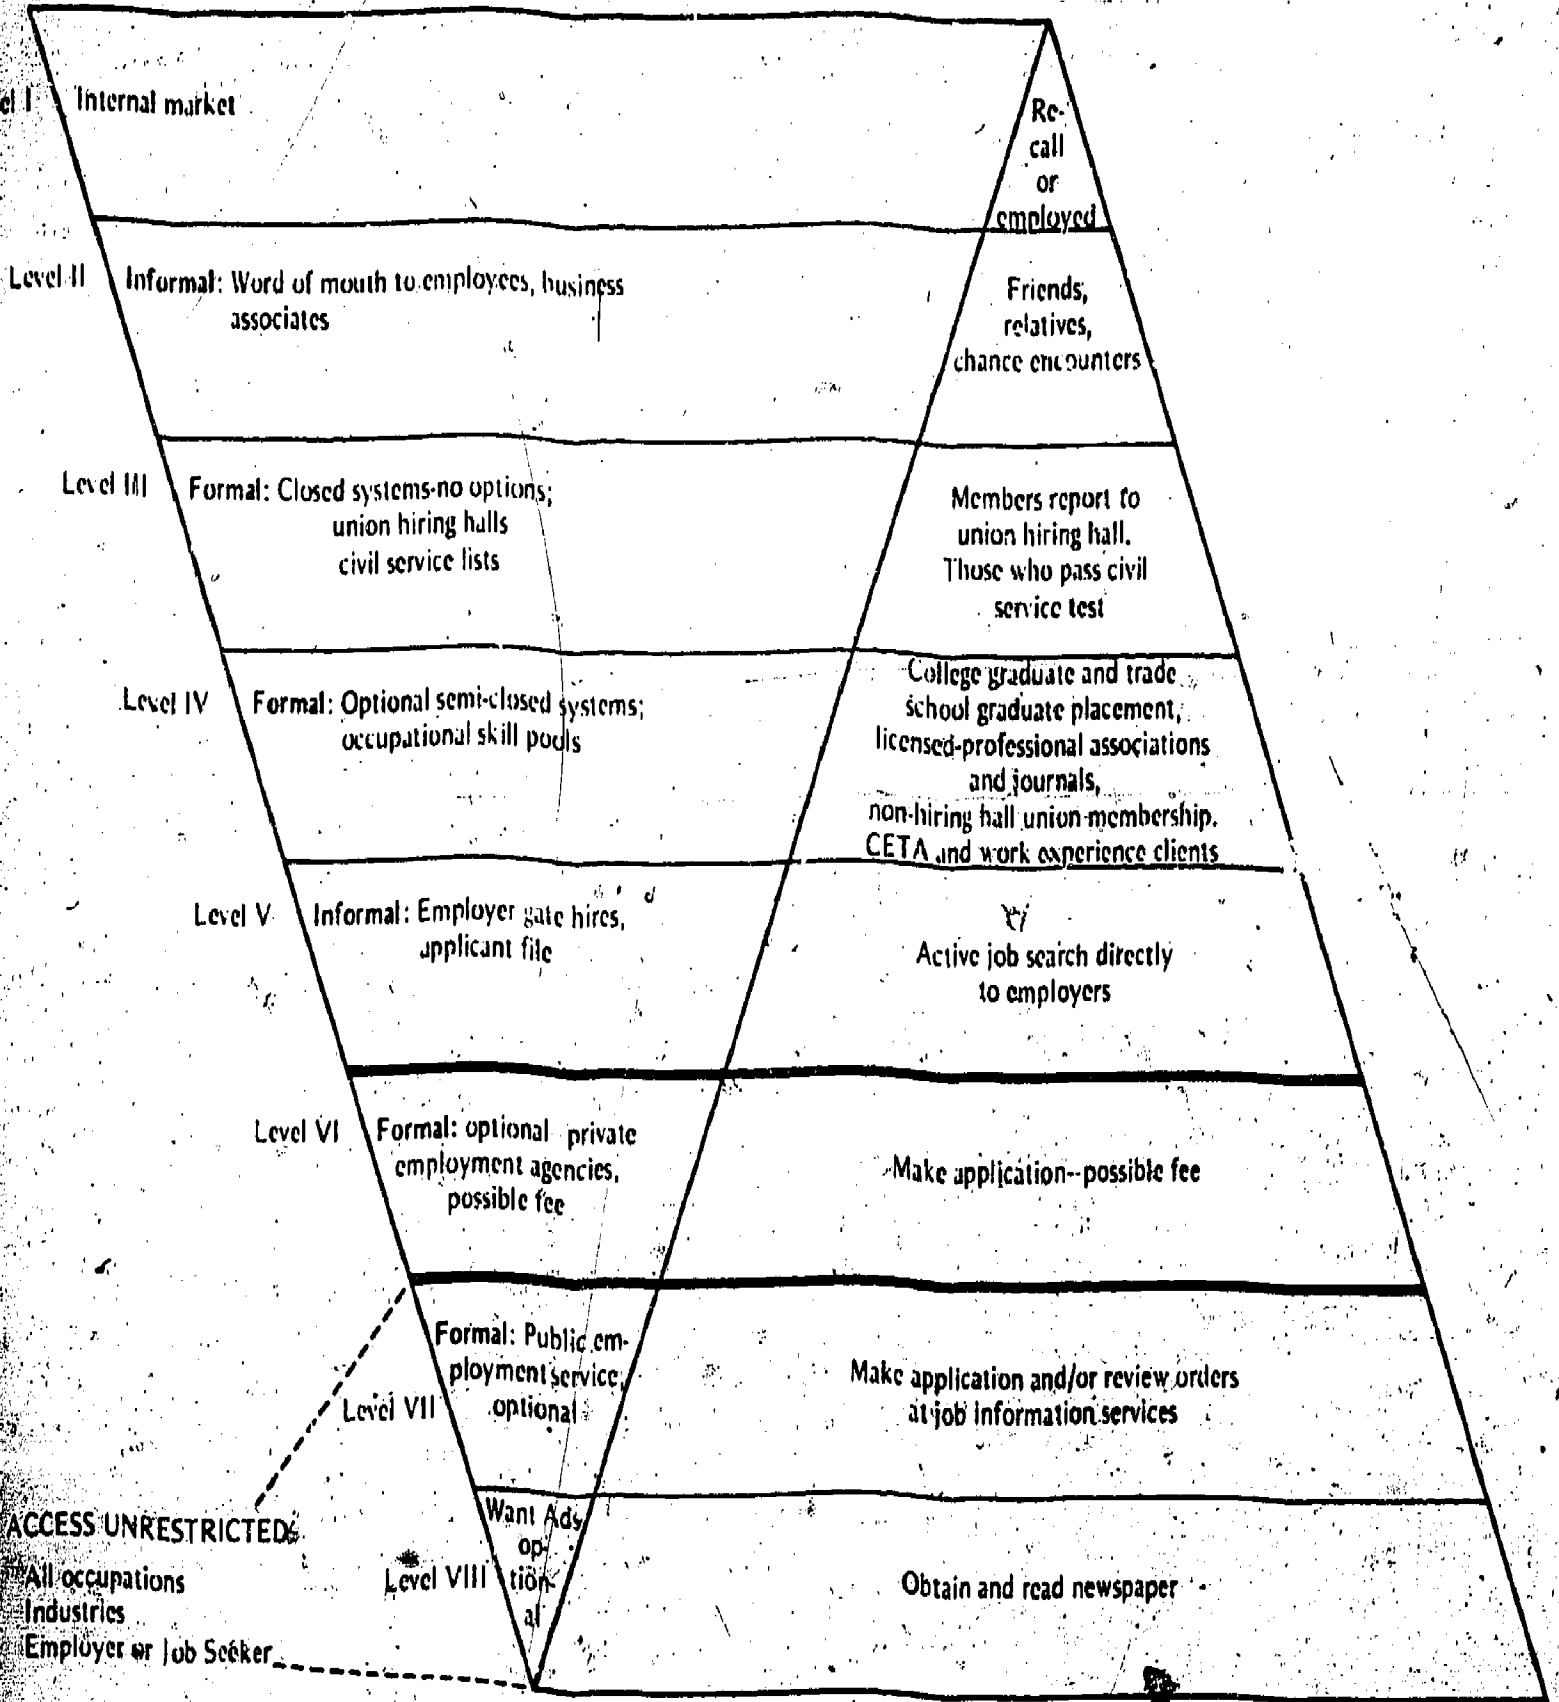 el I
Internal market
Re-
call
or
employed
Level II
Informal: Word of mouth to employees, business
associates
Friends,
relatives,
chance encounters
Level III
Formal: Closed systems-no options;
union hiring halls
civil service lists
Members report to
union hiring hall.
Those who pass civil
service test
Level IV
Formal: Optional semi-closed systems;
occupational skill pools
College graduate and trade
school graduate placement,
licensed-professional associations
and journals,
non-hiring hall union membership.
CETA and work experience clients
Level V
Informal: Employer gate hires,
applicant file
Active job search directly
to employers
Level VI
Formal: optional private
employment agencies,
possible fee
Make application--possible fee
Level VII
Formal: Public em-
ployment service,
optional
Make application and/or review orders
at job information services
Level VIII
Want Ads
op-
tion-
al
Obtain and read newspaper
ACCESS UNRESTRICTED:
All occupations
Industries
Employer or Job Seeker